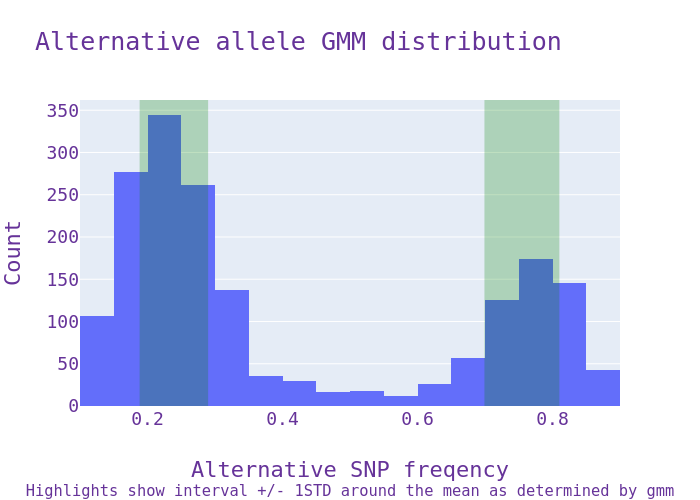 Alternative allele GMM distribution
350
300
250
200
150
100
50
0
Count
0.2 0.4 0.6 0.8
Alternative SNP freqency
Highlights show interval +/- 1STD around the mean as determined by gmm